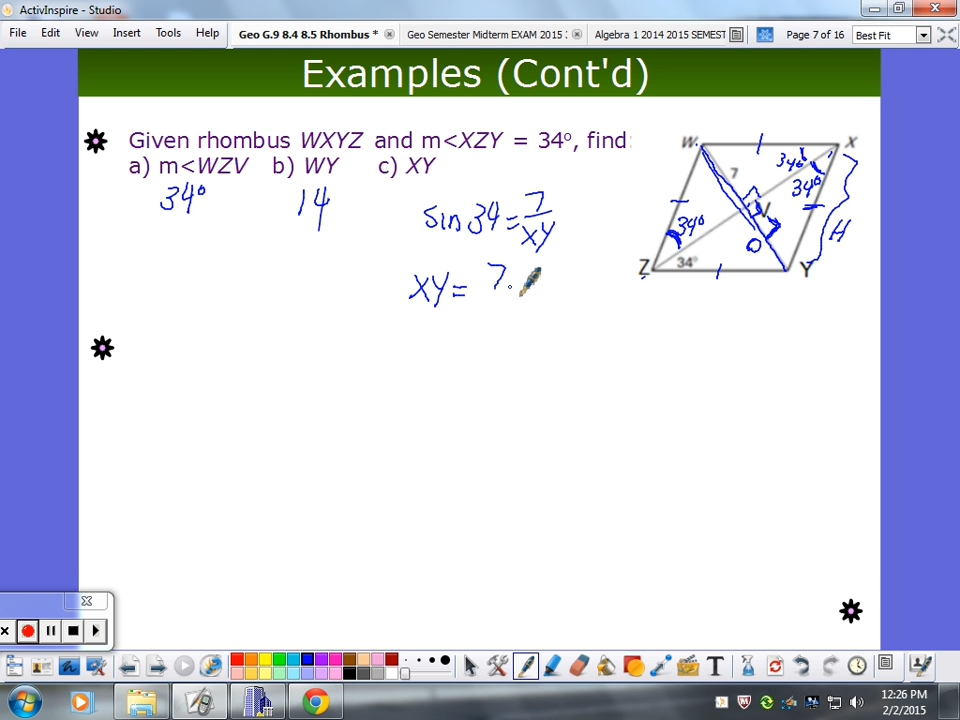 ActivInspire - Studio
File Edit View Insert Tools Help
Geo G.9 8.4 8.5 Rhombus *
Geo Semester Midterm EXAM 2015
Algebra 1 2014 2015 SEMEST
Page 7 of 16
Best Fit
Examples (Cont'd)
Given rhombus WXYZ and m<XZY = 34°, find:
a) m<WZV b) WY c) XY
34° 14
sin 34 = 7/XY
XY = 7.
W X
7
34°
34°
V
34°
O
H
Z 34° Y
T
12:26 PM
2/2/2015